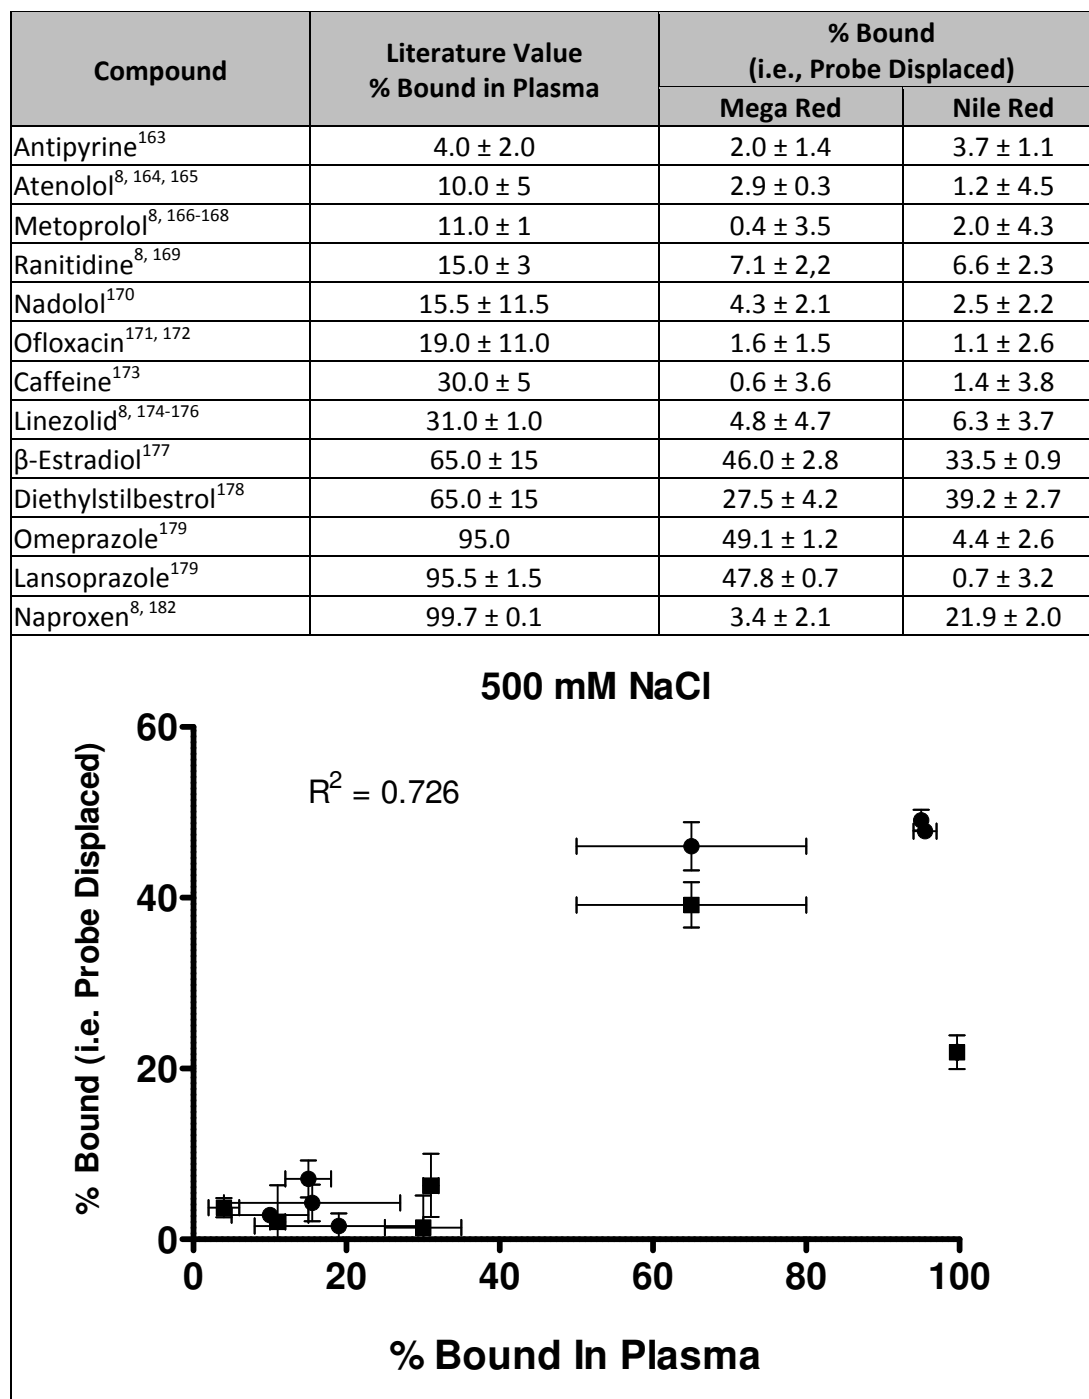 Compound
Literature Value
% Bound in Plasma
% Bound
(i.e., Probe Displaced)
Mega Red Nile Red
Antipyrine163 4.0 ± 2.0 2.0 ± 1.4 3.7 ± 1.1
Atenolol8, 164, 165 10.0 ± 5 2.9 ± 0.3 1.2 ± 4.5
Metoprolol8, 166-168 11.0 ± 1 0.4 ± 3.5 2.0 ± 4.3
Ranitidine8, 169 15.0 ± 3 7.1 ± 2,2 6.6 ± 2.3
Nadolol170 15.5 ± 11.5 4.3 ± 2.1 2.5 ± 2.2
Ofloxacin171, 172 19.0 ± 11.0 1.6 ± 1.5 1.1 ± 2.6
Caffeine173 30.0 ± 5 0.6 ± 3.6 1.4 ± 3.8
Linezolid8, 174-176 31.0 ± 1.0 4.8 ± 4.7 6.3 ± 3.7
β-Estradiol177 65.0 ± 15 46.0 ± 2.8 33.5 ± 0.9
Diethylstilbestrol178 65.0 ± 15 27.5 ± 4.2 39.2 ± 2.7
Omeprazole179 95.0 49.1 ± 1.2 4.4 ± 2.6
Lansoprazole179 95.5 ± 1.5 47.8 ± 0.7 0.7 ± 3.2
Naproxen8, 182 99.7 ± 0.1 3.4 ± 2.1 21.9 ± 2.0
500 mM NaCl
R2 = 0.726
% Bound (i.e. Probe Displaced)
60
40
20
0
0 20 40 60 80 100
% Bound In Plasma